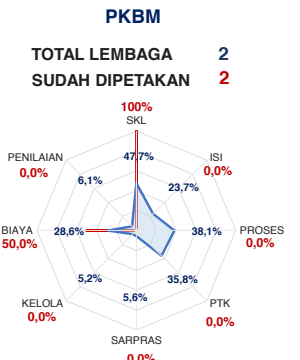 PKBM
TOTAL LEMBAGA 2
SUDAH DIPETAKAN 2
100%
SKL
47,7%
PENILAIAN
0,0%
ISI
0,0%
6,1%
23,7%
BIAYA
50,0%
28,6%
38,1%
PROSES
0,0%
5,2%
35,8%
5,6%
KELOLA
0,0%
PTK
0,0%
SARPRAS
0,0%